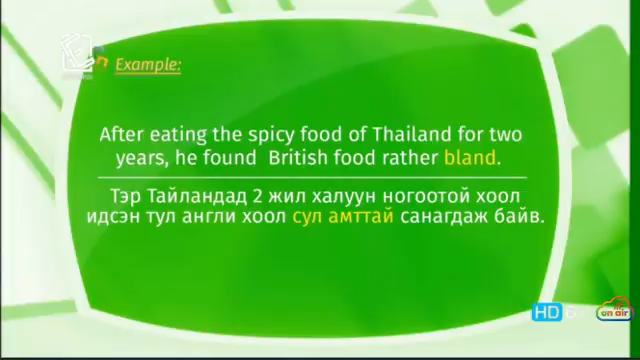 Example:
After eating the spicy food of Thailand for two
years, he found British food rather bland.
Тэр Тайландад 2 жил халуун ногоотой хоол
идсэн тул англи хоол сул амттай санагдаж байв.
HD
on air